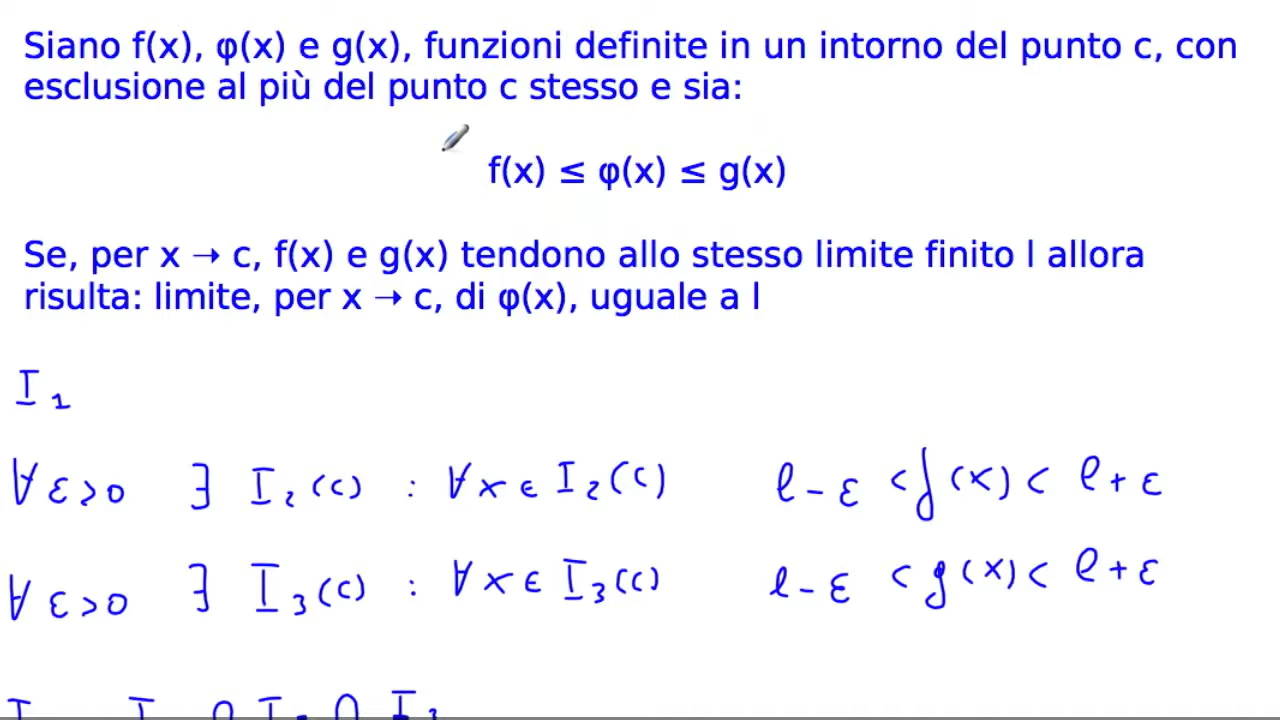 Siano f(x), φ(x) e g(x), funzioni definite in un intorno del punto c, con
esclusione al più del punto c stesso e sia:
f(x) ≤ φ(x) ≤ g(x)
Se, per x → c, f(x) e g(x) tendono allo stesso limite finito l allora
risulta: limite, per x → c, di φ(x), uguale a l
I₁
∀ ε > 0 ∃ I₂(c) : ∀ x ∈ I₂(c) l - ε < f(x) < l + ε
∀ ε > 0 ∃ I₃(c) : ∀ x ∈ I₃(c) l - ε < g(x) < l + ε